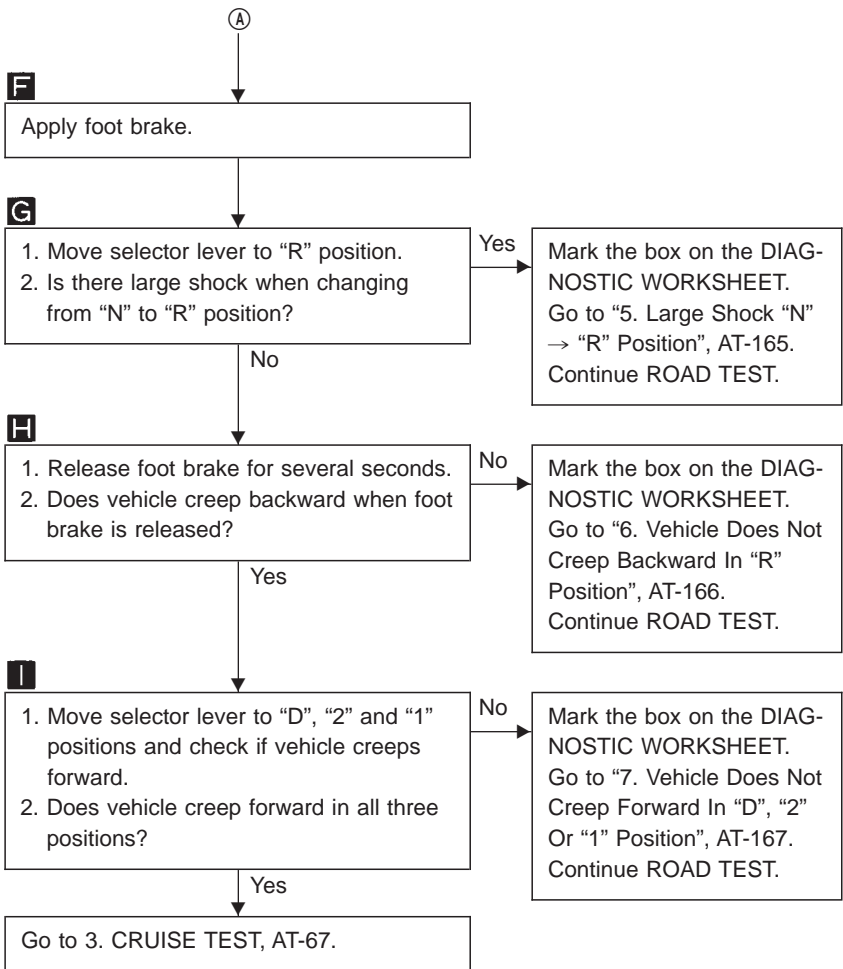 A
F
Apply foot brake.
G
1. Move selector lever to “R” position.
2. Is there large shock when changing
from “N” to “R” position?
Yes
Mark the box on the DIAG-
NOSTIC WORKSHEET.
Go to “5. Large Shock “N”
→ “R” Position”, AT-165.
Continue ROAD TEST.
No
H
1. Release foot brake for several seconds.
2. Does vehicle creep backward when foot
brake is released?
No
Mark the box on the DIAG-
NOSTIC WORKSHEET.
Go to “6. Vehicle Does Not
Creep Backward In “R”
Position”, AT-166.
Continue ROAD TEST.
Yes
I
1. Move selector lever to “D”, “2” and “1”
positions and check if vehicle creeps
forward.
2. Does vehicle creep forward in all three
positions?
No
Mark the box on the DIAG-
NOSTIC WORKSHEET.
Go to “7. Vehicle Does Not
Creep Forward In “D”, “2”
Or “1” Position”, AT-167.
Continue ROAD TEST.
Yes
Go to 3. CRUISE TEST, AT-67.